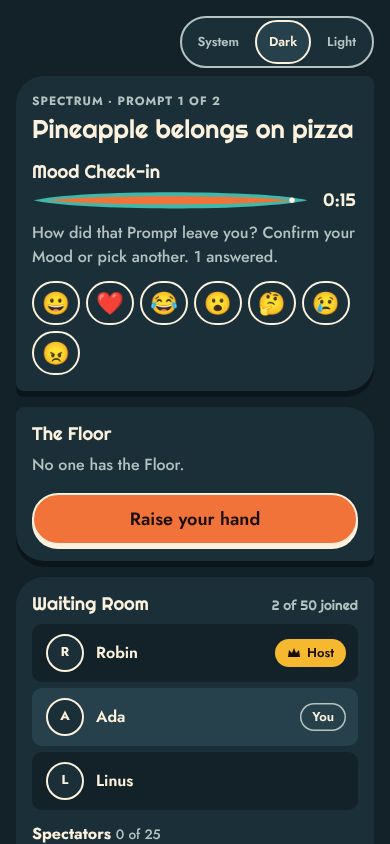 System Dark Light
SPECTRUM · PROMPT 1 OF 2
Pineapple belongs on pizza
Mood Check-in
0:15
How did that Prompt leave you? Confirm your
Mood or pick another. 1 answered.
The Floor
No one has the Floor.
Raise your hand
Waiting Room 2 of 50 joined
R Robin Host
A Ada You
L Linus
Spectators 0 of 25